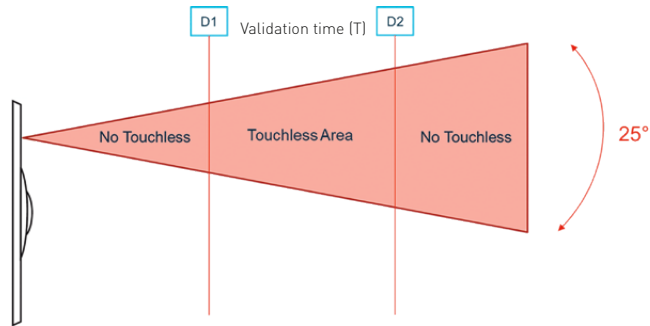 D1
Validation time (T)
D2
No Touchless
Touchless Area
No Touchless
25°